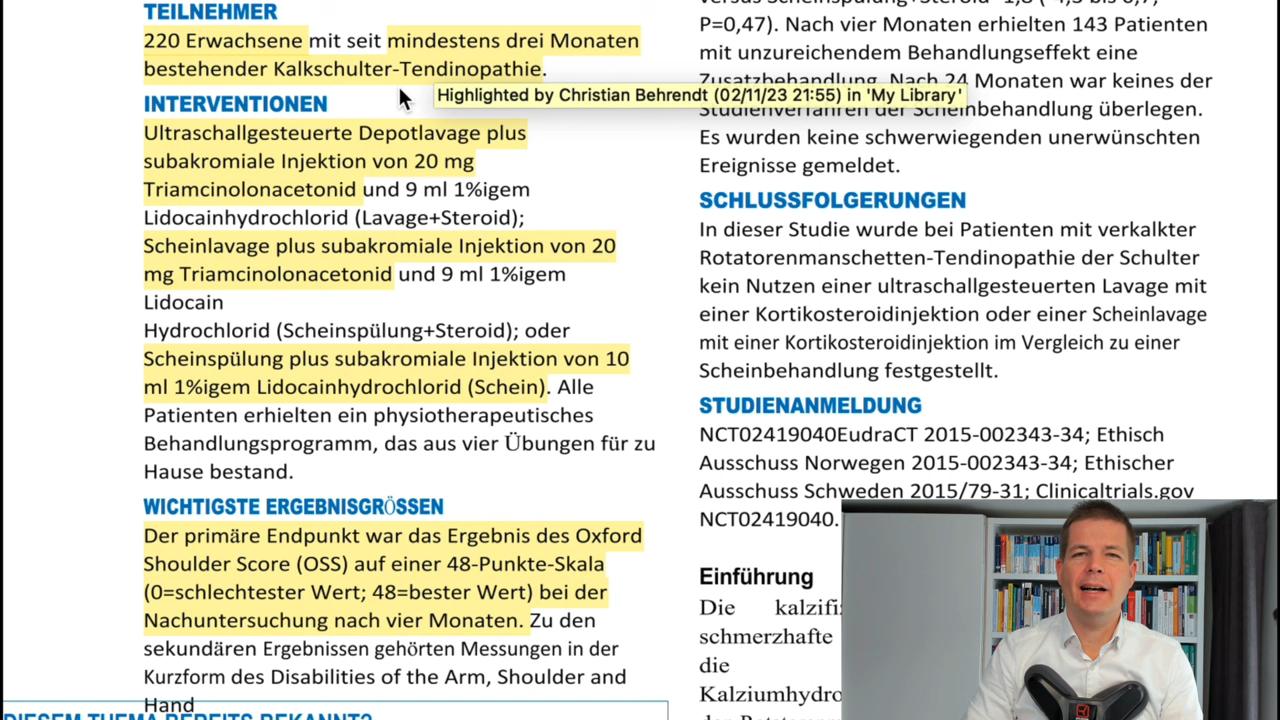 TEILNEHMER
220 Erwachsene mit seit mindestens drei Monaten
bestehender Kalkschulter-Tendinopathie.
INTERVENTIONEN
Ultraschallgesteuerte Depotlavage plus
subakromiale Injektion von 20 mg
Triamcinolonacetonid und 9 ml 1%igem
Lidocainhydrochlorid (Lavage+Steroid);
Scheinlavage plus subakromiale Injektion von 20
mg Triamcinolonacetonid und 9 ml 1%igem
Lidocain
Hydrochlorid (Scheinspülung+Steroid); oder
Scheinspülung plus subakromiale Injektion von 10
ml 1%igem Lidocainhydrochlorid (Schein). Alle
Patienten erhielten ein physiotherapeutisches
Behandlungsprogramm, das aus vier Übungen für zu
Hause bestand.
WICHTIGSTE ERGEBNISGRÖSSEN
Der primäre Endpunkt war das Ergebnis des Oxford
Shoulder Score (OSS) auf einer 48-Punkte-Skala
(0=schlechtester Wert; 48=bester Wert) bei der
Nachuntersuchung nach vier Monaten. Zu den
sekundären Ergebnissen gehörten Messungen in der
Kurzform des Disabilities of the Arm, Shoulder and
Hand
DIESEM THEMA BEREITS BEKANNT?
Highlighted by Christian Behrendt (02/11/23 21:55) in 'My Library'
P=0,47). Nach vier Monaten erhielten 143 Patienten
mit unzureichendem Behandlungseffekt eine
Zusatzbehandlung. Nach 24 Monaten war keines der
Studienverfahren der Scheinbehandlung überlegen.
Es wurden keine schwerwiegenden unerwünschten
Ereignisse gemeldet.
SCHLUSSFOLGERUNGEN
In dieser Studie wurde bei Patienten mit verkalkter
Rotatorenmanschetten-Tendinopathie der Schulter
kein Nutzen einer ultraschallgesteuerten Lavage mit
einer Kortikosteroidinjektion oder einer Scheinlavage
mit einer Kortikosteroidinjektion im Vergleich zu einer
Scheinbehandlung festgestellt.
STUDIENANMELDUNG
NCT02419040EudraCT 2015-002343-34; Ethisch
Ausschuss Norwegen 2015-002343-34; Ethischer
Ausschuss Schweden 2015/79-31; Clinicaltrials.gov
NCT02419040.
Einführung
Die kalzifi
schmerzhafte
die
Kalziumhydro